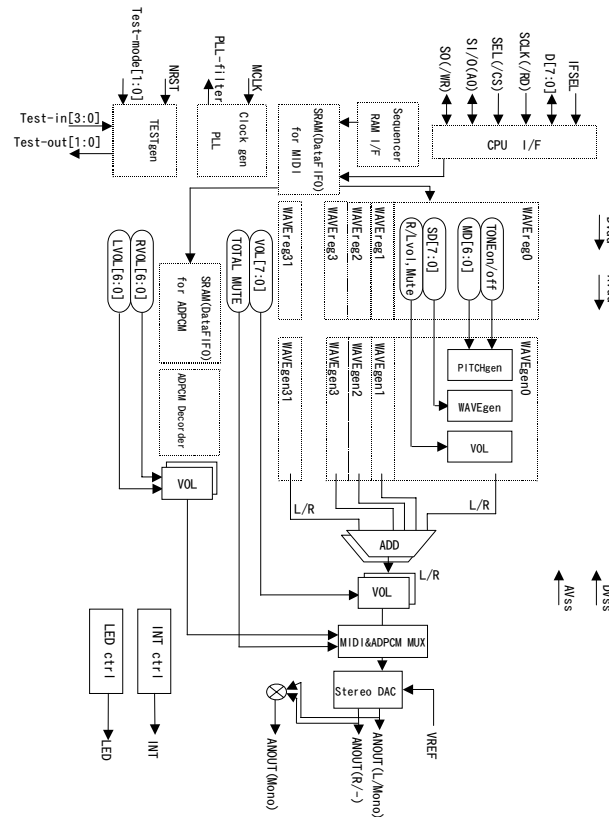 IFSEL
D[7:0]
SCLK(/RD)
SEL(/CS)
SI/O(A0)
SO(/WR)
CPU I/F
MCLK
PLL-filter
Clock gen
PLL
NRST
Test-mode[1:0]
Test-in[3:0]
Test-out[1:0]
TESTgen
Sequencer
RAM I/F
SRAM(DataFIFO)
for MIDI
WAVEreg0
TONEon/off
MD[6:0]
SD[7:0]
R/Lvol,Mute
WAVEreg1
WAVEreg2
WAVEreg3
WAVEreg31
WAVEgen0
PITCHgen
WAVEgen
VOL
WAVEgen1
WAVEgen2
WAVEgen3
WAVEgen31
VOL[7:0]
TOTAL MUTE
SRAM(DataFIFO)
for ADPCM
ADPCM Decorder
RVOL[6:0]
LVOL[6:0]
VOL
L/R
L/R
ADD
L/R
VOL
MIDI&ADPCM MUX
Stereo DAC
VREF
ANOUT(L/Mono)
ANOUT(R/-)
ANOUT(Mono)
INT ctrl
INT
LED ctrl
LED
DVss
AVss